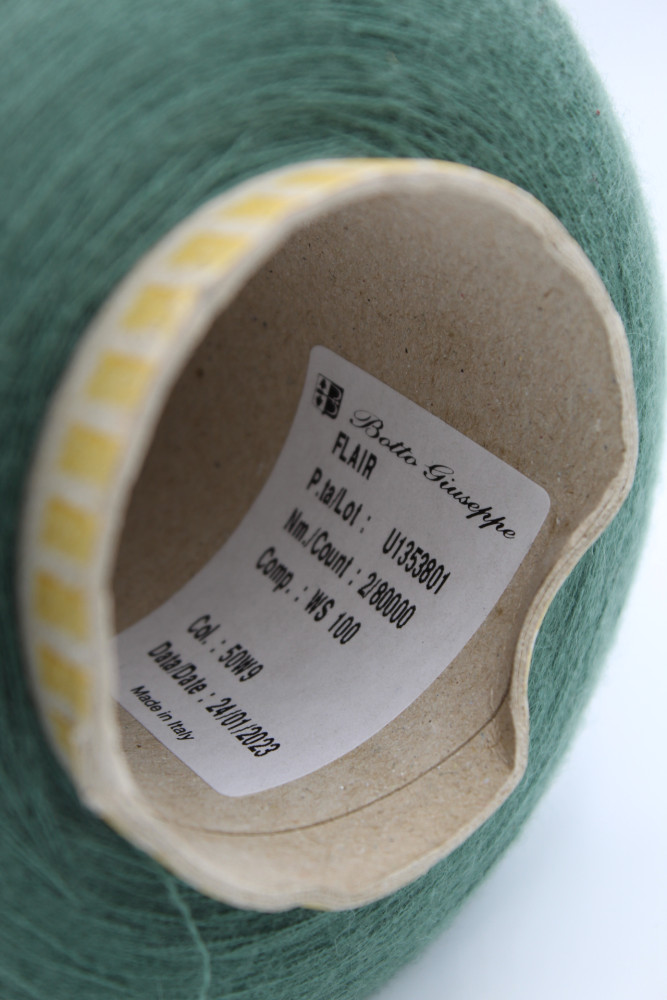 Botto Giuseppe
FLAIR
P.ta/Lot : U1353801
Nm./Count : 2/80000
Comp. : WS 100
Col. : 50W9
Data/Date : 24/01/2023
Made in Italy